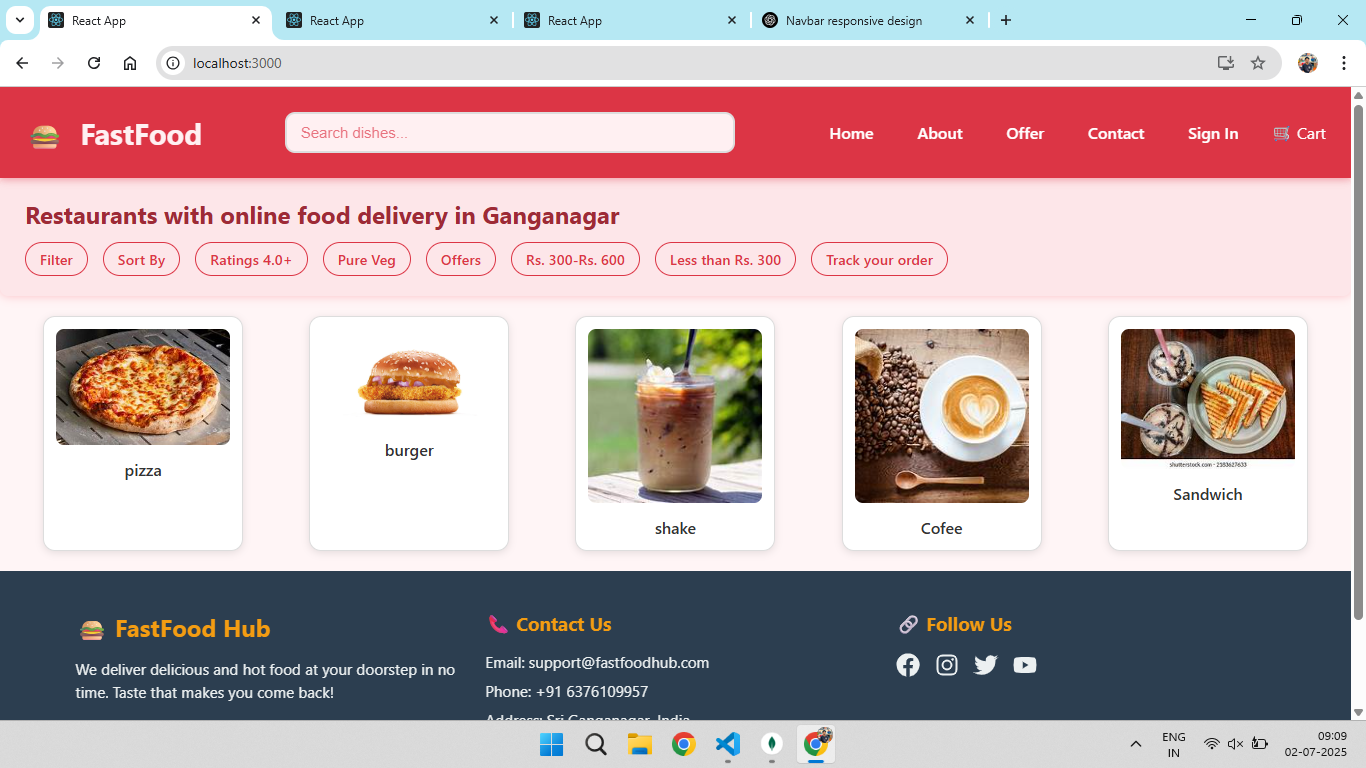 React App
React App
React App
Navbar responsive design
localhost:3000
FastFood
Search dishes...
Home
About
Offer
Contact
Sign In
Cart
Restaurants with online food delivery in Ganganagar
Filter
Sort By
Ratings 4.0+
Pure Veg
Offers
Rs. 300-Rs. 600
Less than Rs. 300
Track your order
pizza
burger
shake
Cofee
shutterstock.com · 2183627633
Sandwich
FastFood Hub
We deliver delicious and hot food at your doorstep in no
time. Taste that makes you come back!
Contact Us
Email: support@fastfoodhub.com
Phone: +91 6376109957
Address: Sri Ganganagar, India
Follow Us
ENG
IN
09:09
02-07-2025